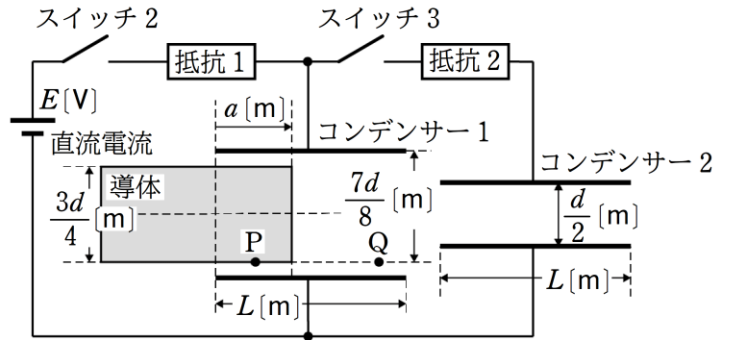 スイッチ2
スイッチ3
抵抗1
抵抗2
E〔V〕
a〔m〕
コンデンサー1
直流電流
コンデンサー2
導体
3d/4〔m〕
7d/8〔m〕
d/2〔m〕
P
Q
L〔m〕
L〔m〕